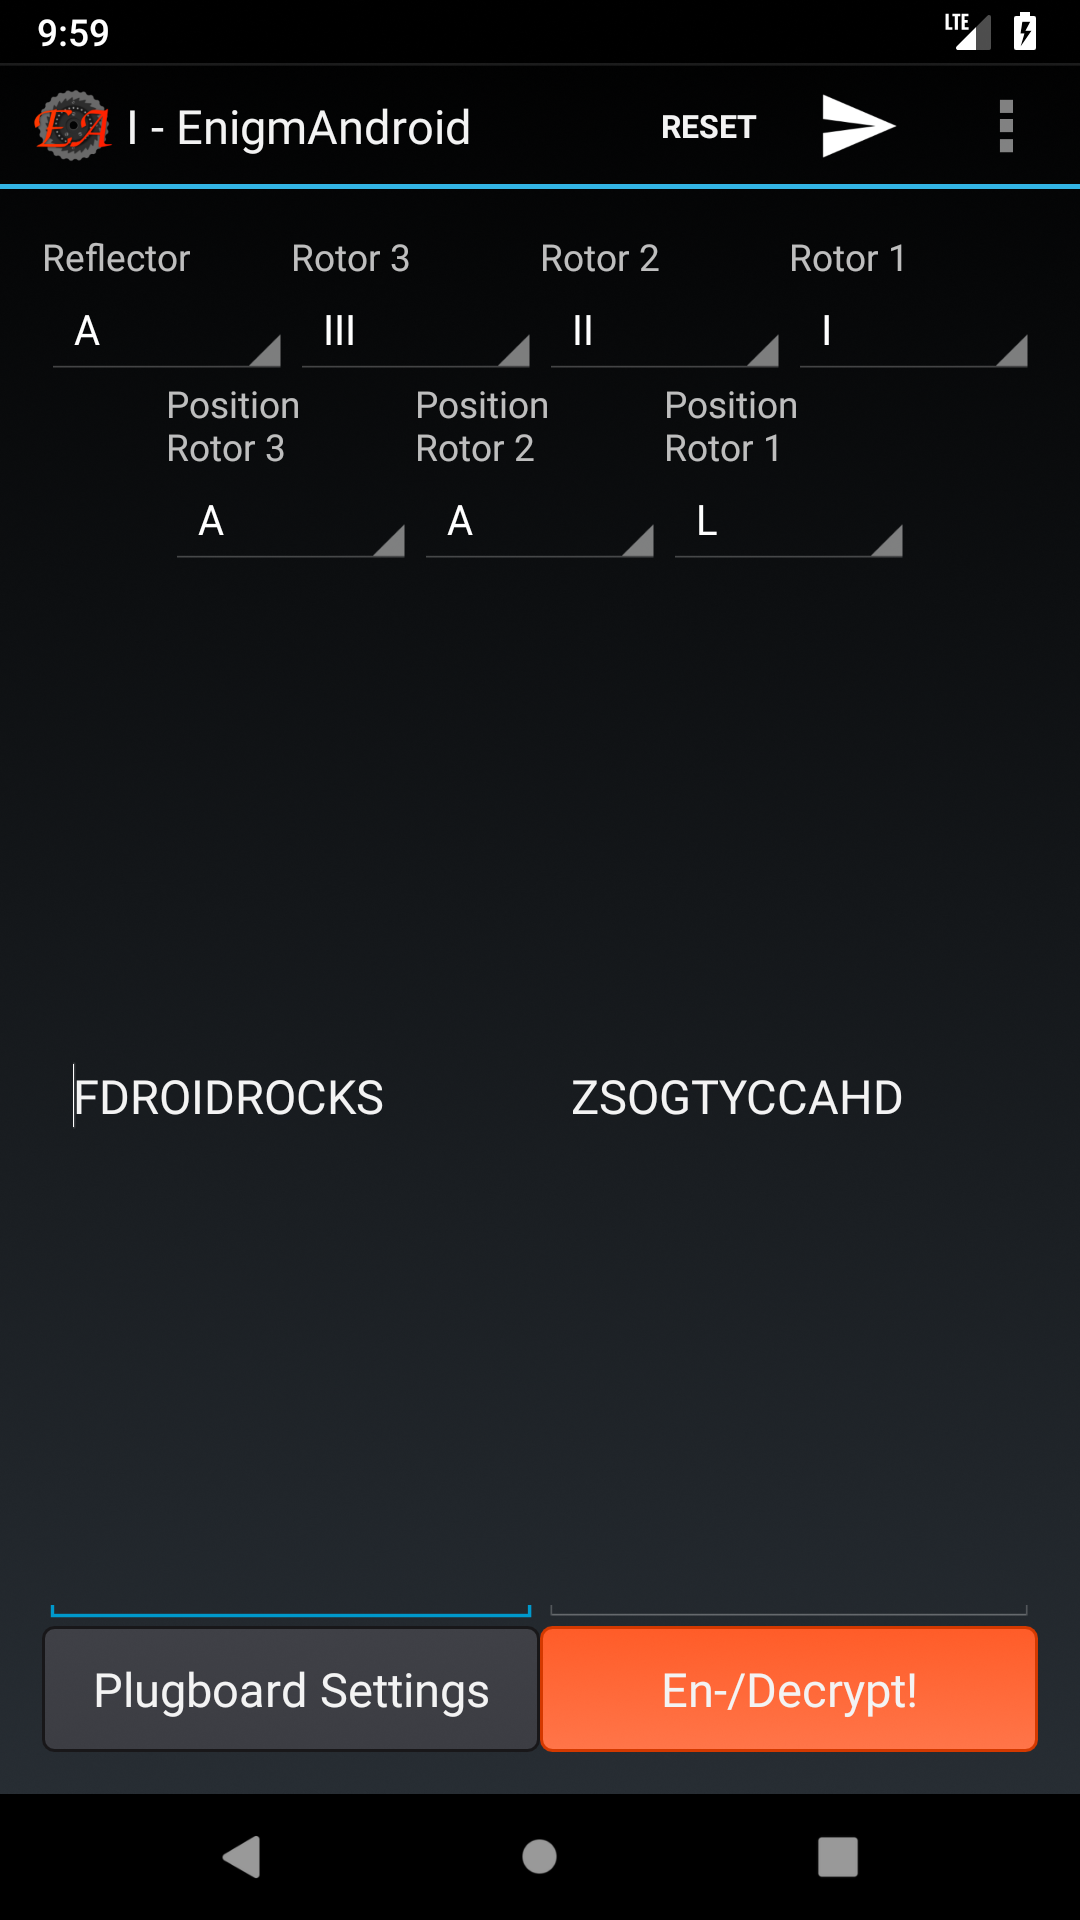 9:59 LTE
EA I - EnigmAndroid RESET
Reflector Rotor 3 Rotor 2 Rotor 1
A III II I
Position Position Position
Rotor 3 Rotor 2 Rotor 1
A A L
FDROIDROCKS ZSOGTYCCAHD
Plugboard Settings En-/Decrypt!